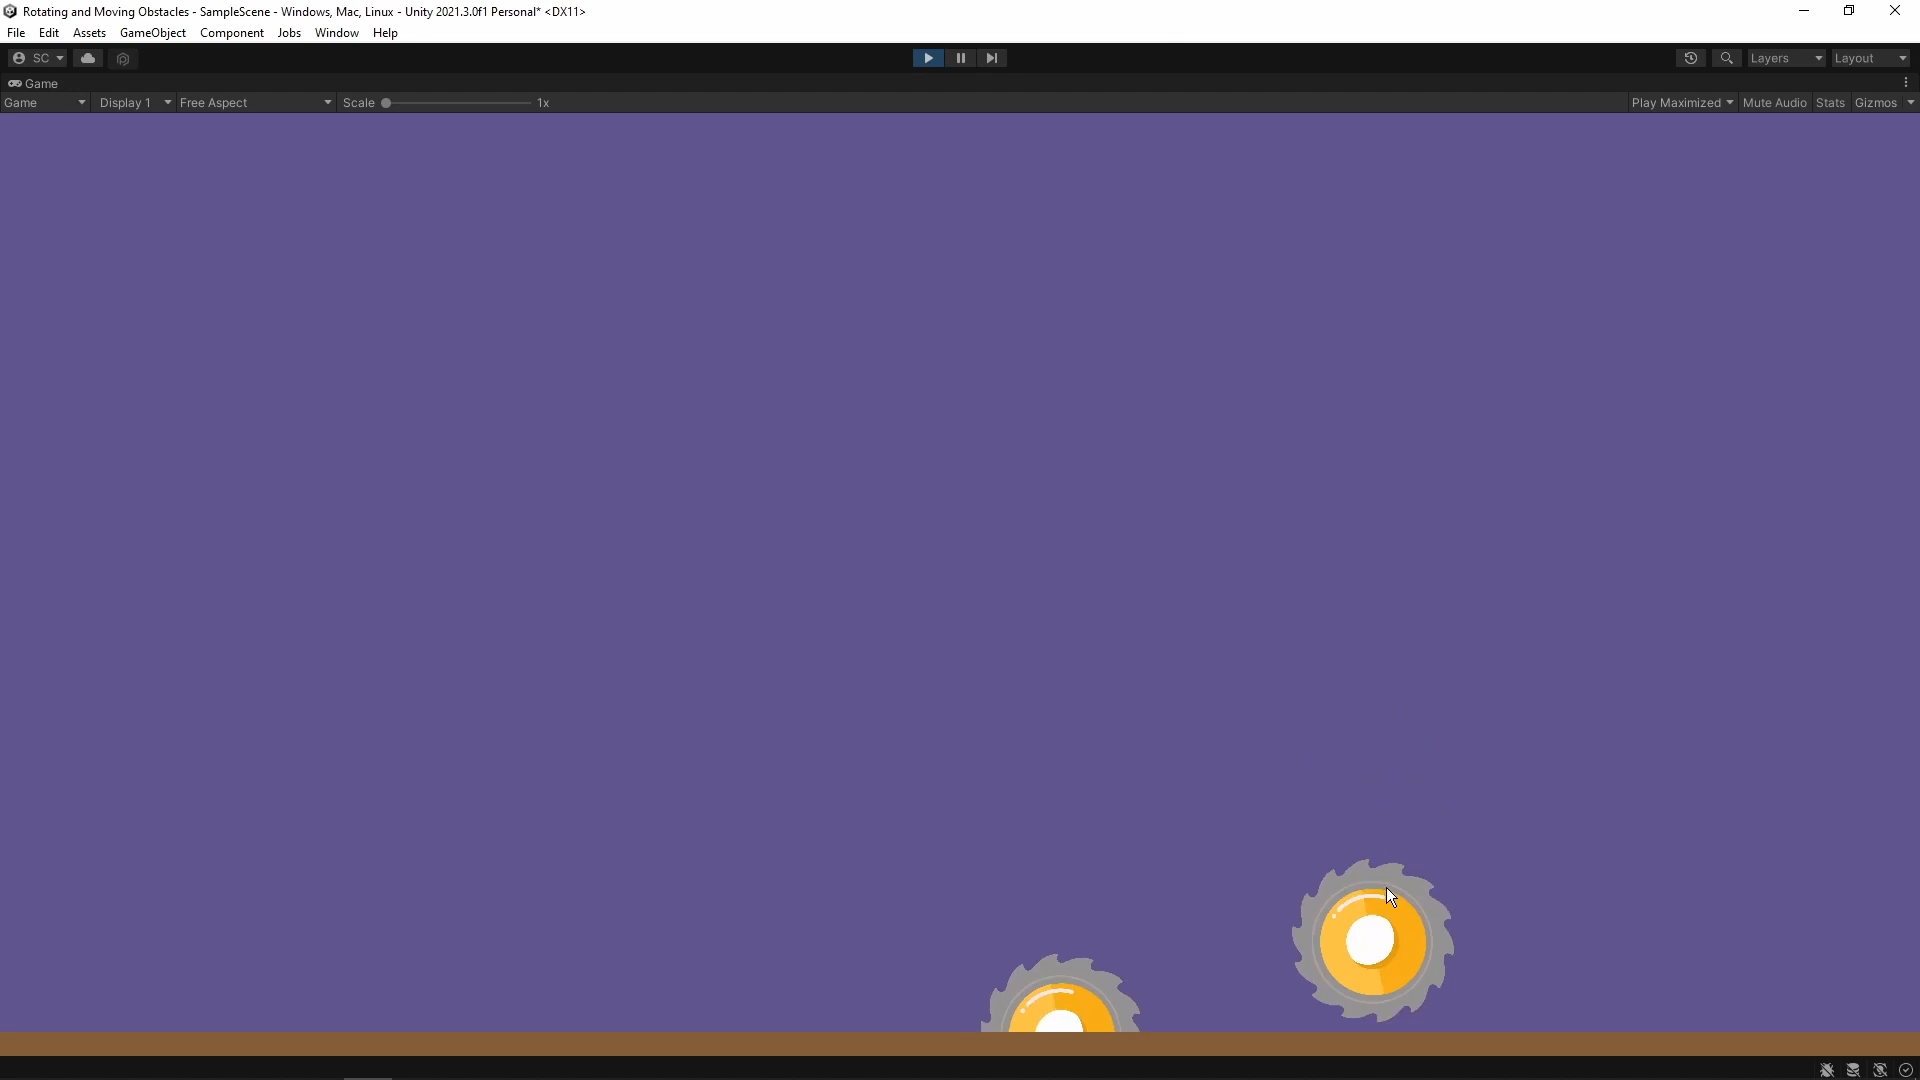 Rotating and Moving Obstacles - SampleScene - Windows, Mac, Linux - Unity 2021.3.0f1 Personal* <DX11>
File Edit Assets GameObject Component Jobs Window Help
SC Layers Layout
Game
Game Display 1 Free Aspect Scale 1x Play Maximized Mute Audio Stats Gizmos